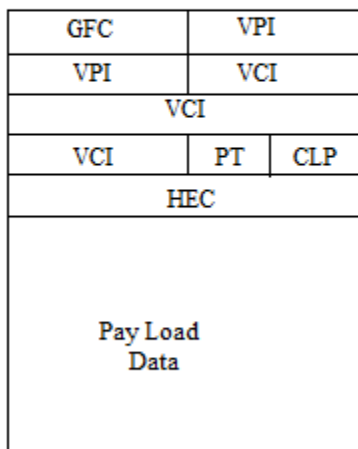 GFC VPI
VPI VCI
VCI
VCI PT CLP
HEC
Pay Load
Data